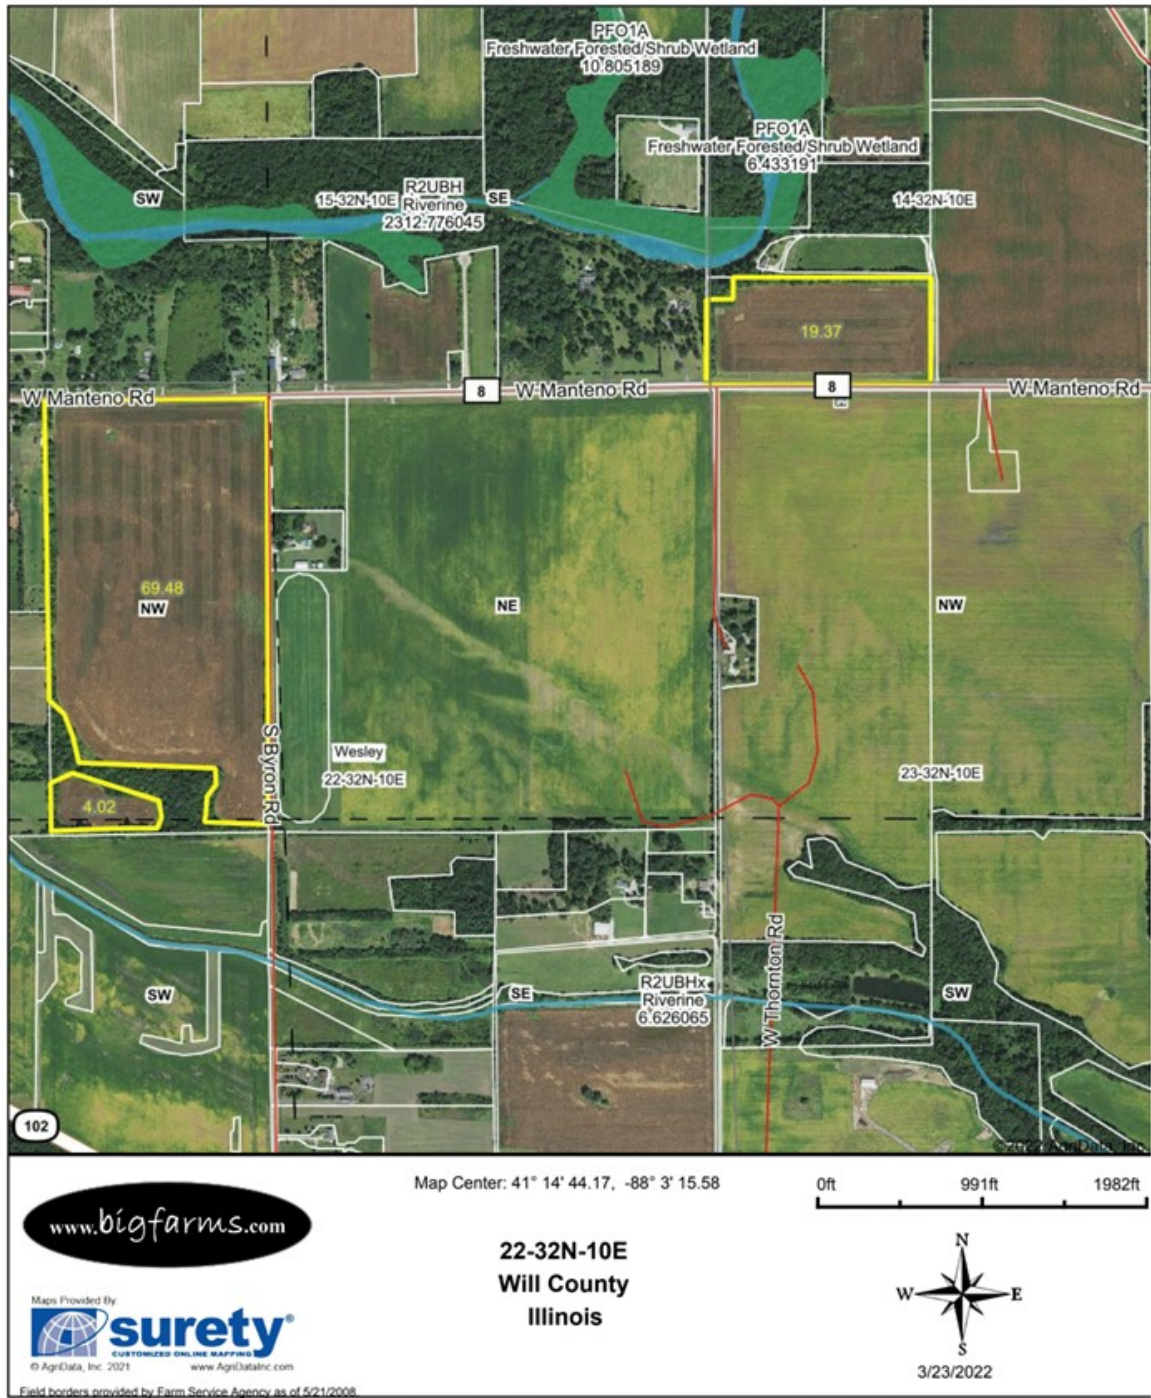 PFO1A
Freshwater Forested/Shrub Wetland
10.805189
PFO1A
Freshwater Forested/Shrub Wetland
6.433191
SW
15-32N-10E
R2UBH
Riverine
2312.776045
SE
14-32N-10E
19.37
W Manteno Rd
8
W Manteno Rd
8
W Manteno Rd
69.48
NW
NE
NW
S Byron Rd
Wesley
22-32N-10E
23-32N-10E
4.02
W Thornton Rd
SW
SE
R2UBHx
Riverine
6.626065
SW
102
©2022 AgriData, Inc.
Map Center: 41° 14' 44.17, -88° 3' 15.58
0ft 991ft 1982ft
www.bigfarms.com
22-32N-10E
Will County
Illinois
N
W E
S
3/23/2022
Maps Provided By:
surety®
CUSTOMIZED ONLINE MAPPING
© AgriData, Inc. 2021 www.AgriDataInc.com
Field borders provided by Farm Service Agency as of 5/21/2008.